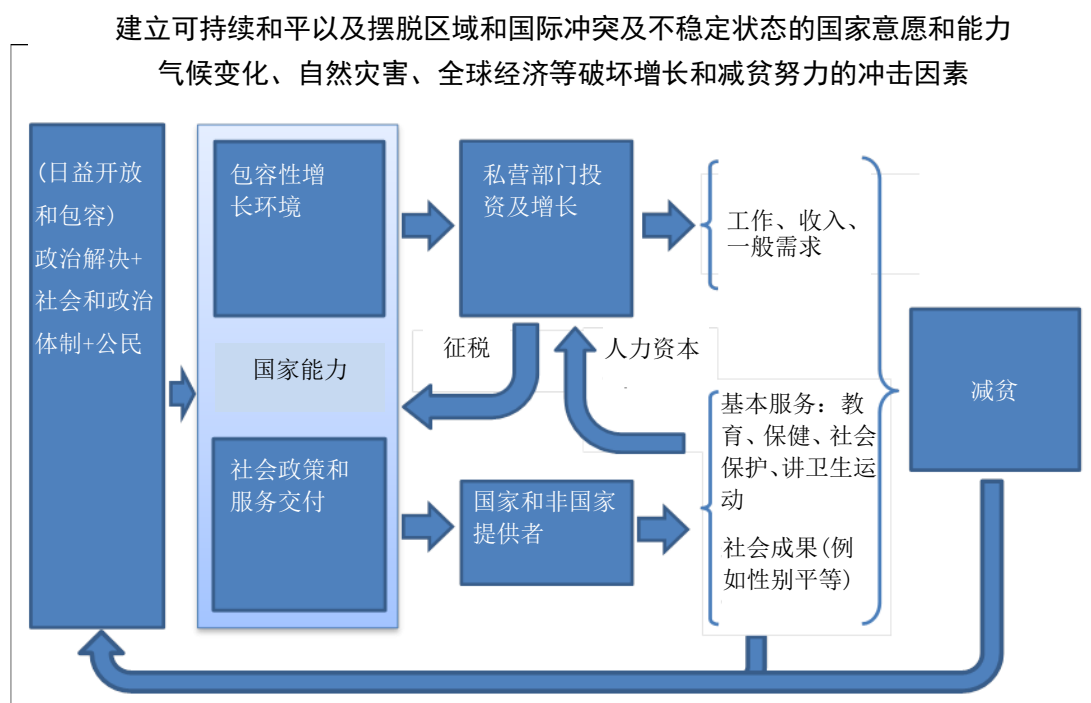 建立可持续和平以及摆脱区域和国际冲突及不稳定状态的国家意愿和能力
气候变化、自然灾害、全球经济等破坏增长和减贫努力的冲击因素
(日益开放
和包容)
政治解决+
社会和政治
体制+公民
包容性增
长环境
国家能力
社会政策和
服务交付
私营部门投
资及增长
征税
人力资本
国家和非国家
提供者
工作、收入、
一般需求
基本服务：教
育、保健、社会
保护、讲卫生运
动
社会成果(例
如性别平等)
减贫